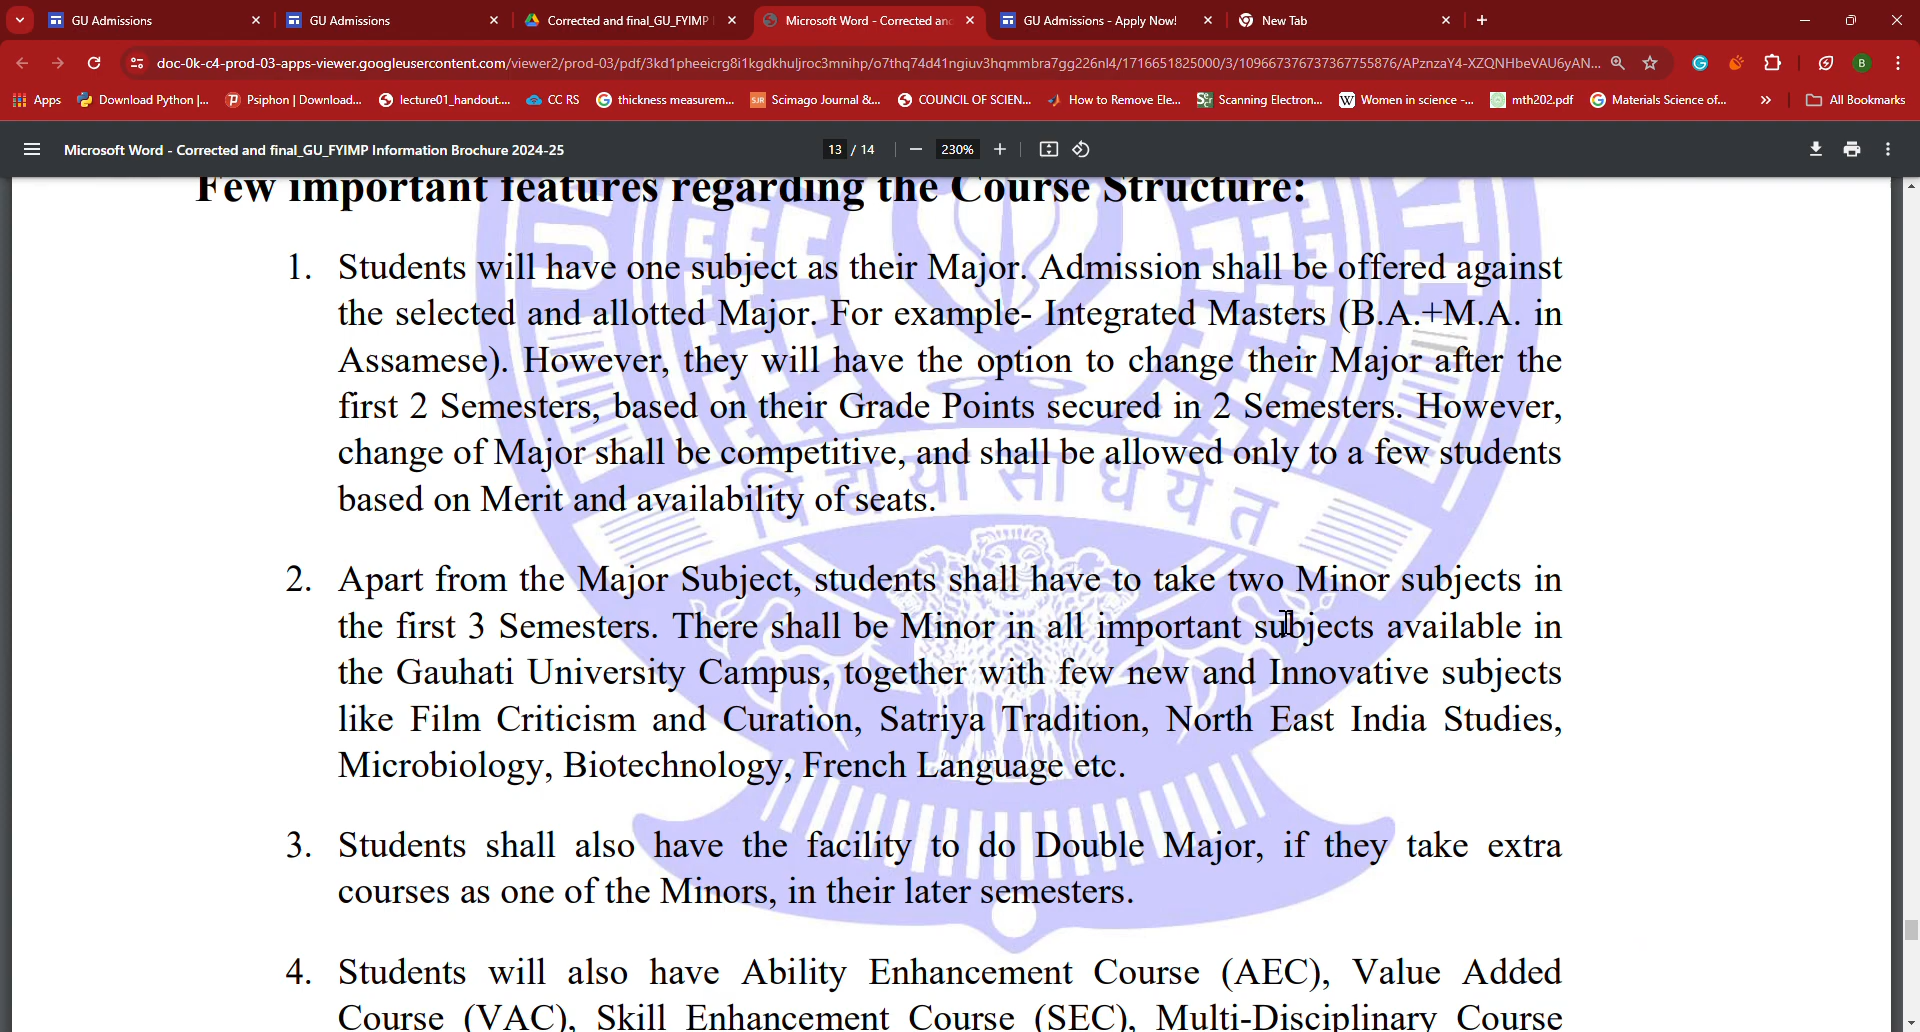 GU Admissions
GU Admissions
Corrected and final_GU_FYIMP
Microsoft Word - Corrected an
GU Admissions - Apply Now!
New Tab
doc-0k-c4-prod-03-apps-viewer.googleusercontent.com/viewer2/prod-03/pdf/3kd1pheeicrg8i1kgdkhuljroc3mnihp/o7thq74d41ngiuv3hqmmbra7gg226nl4/1716651825000/3/109667376737367755876/APznzaY4-XZQNHbeVAU6yAN...
B
Apps
Download Python |...
Psiphon | Download...
lecture01_handout....
CC RS
thickness measurem...
Scimago Journal &...
COUNCIL OF SCIEN...
How to Remove Ele...
Scanning Electron...
Women in science -...
mth202.pdf
Materials Science of...
All Bookmarks
Microsoft Word - Corrected and final_GU_FYIMP Information Brochure 2024-25
13 / 14
230%
Few important features regarding the Course Structure:
1. Students will have one subject as their Major. Admission shall be offered against
the selected and allotted Major. For example- Integrated Masters (B.A.+M.A. in
Assamese). However, they will have the option to change their Major after the
first 2 Semesters, based on their Grade Points secured in 2 Semesters. However,
change of Major shall be competitive, and shall be allowed only to a few students
based on Merit and availability of seats.
विद्यया साधयेत
2. Apart from the Major Subject, students shall have to take two Minor subjects in
the first 3 Semesters. There shall be Minor in all important subjects available in
the Gauhati University Campus, together with few new and Innovative subjects
like Film Criticism and Curation, Satriya Tradition, North East India Studies,
Microbiology, Biotechnology, French Language etc.
3. Students shall also have the facility to do Double Major, if they take extra
courses as one of the Minors, in their later semesters.
4. Students will also have Ability Enhancement Course (AEC), Value Added
Course (VAC), Skill Enhancement Course (SEC), Multi-Disciplinary Course